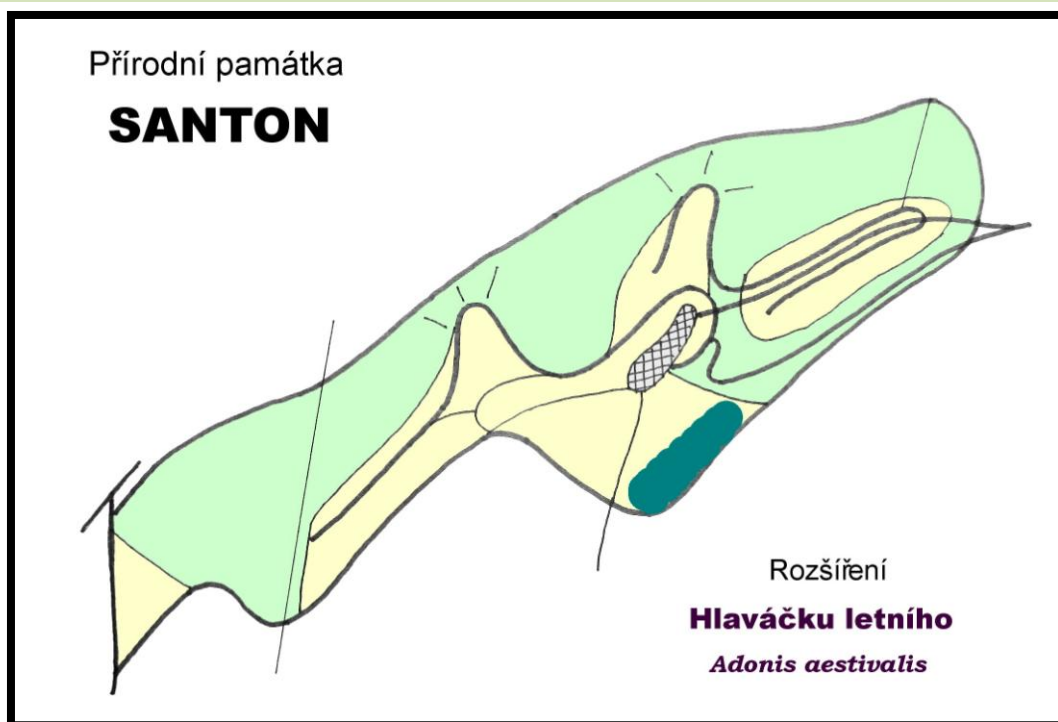 Přírodní památka
SANTON
Rozšíření
Hlaváčku letního
Adonis aestivalis